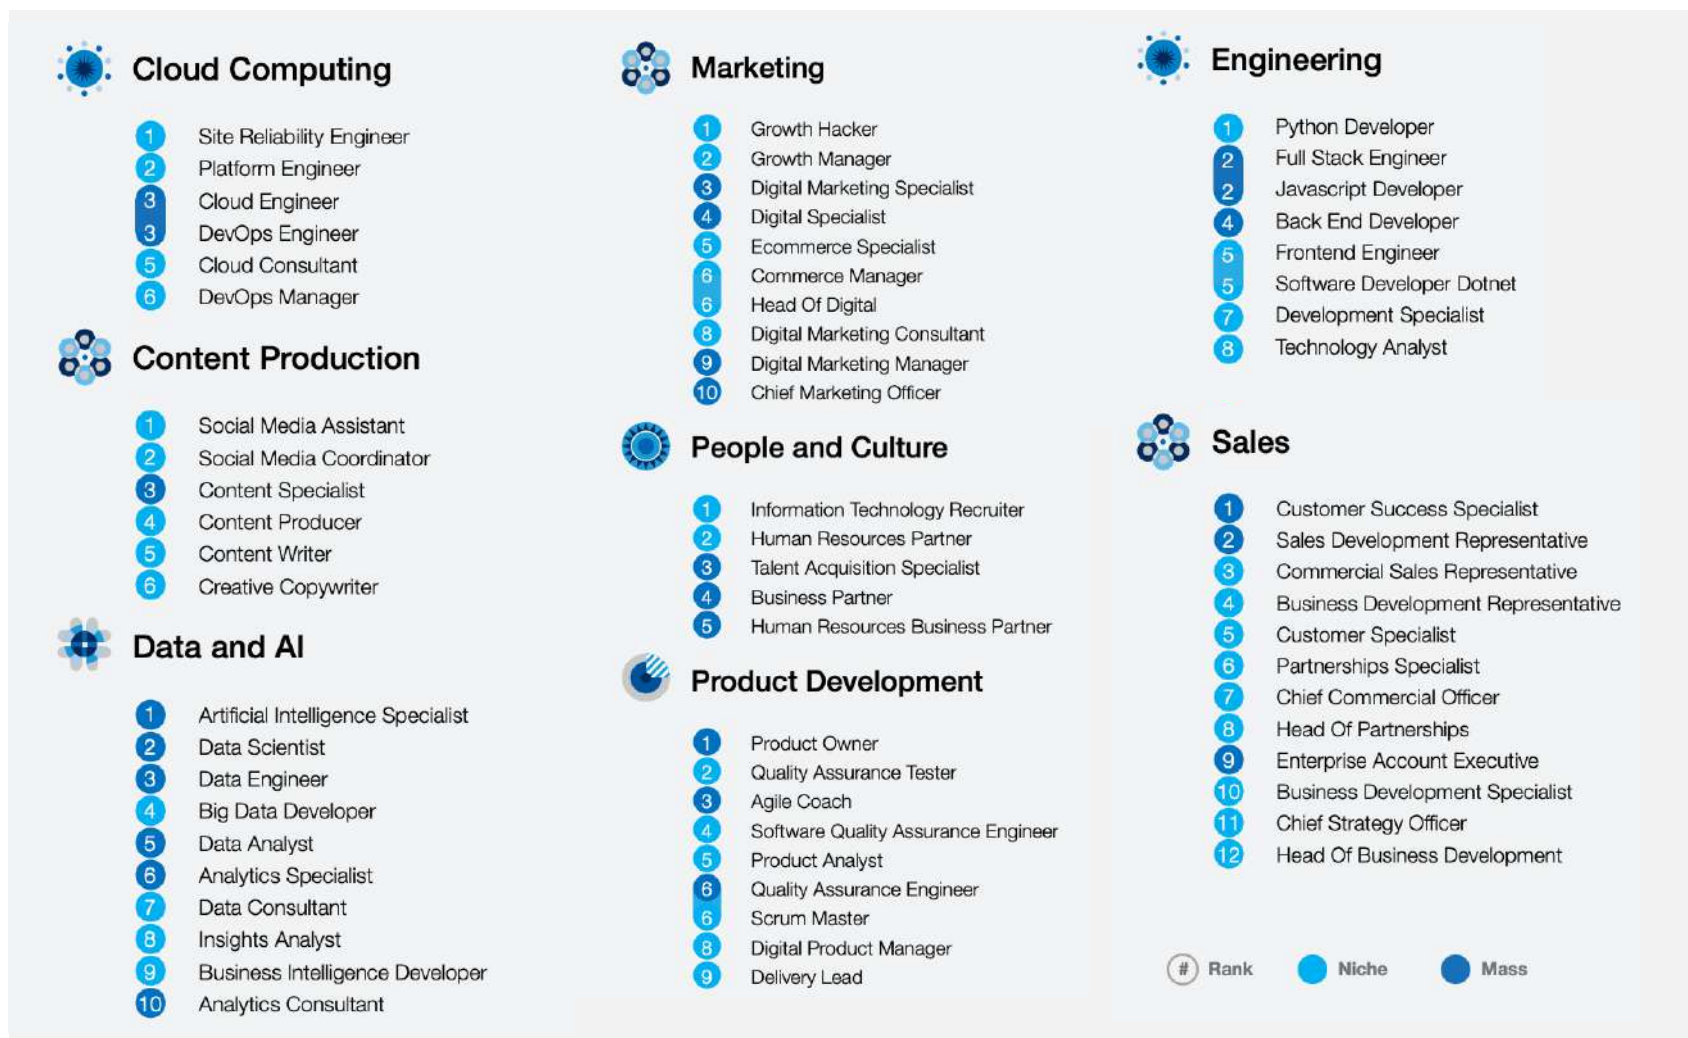 Cloud Computing
1 Site Reliability Engineer
2 Platform Engineer
3 Cloud Engineer
3 DevOps Engineer
5 Cloud Consultant
6 DevOps Manager
Content Production
1 Social Media Assistant
2 Social Media Coordinator
3 Content Specialist
4 Content Producer
5 Content Writer
6 Creative Copywriter
Data and AI
1 Artificial Intelligence Specialist
2 Data Scientist
3 Data Engineer
4 Big Data Developer
5 Data Analyst
6 Analytics Specialist
7 Data Consultant
8 Insights Analyst
9 Business Intelligence Developer
10 Analytics Consultant
Marketing
1 Growth Hacker
2 Growth Manager
3 Digital Marketing Specialist
4 Digital Specialist
5 Ecommerce Specialist
6 Commerce Manager
6 Head Of Digital
8 Digital Marketing Consultant
9 Digital Marketing Manager
10 Chief Marketing Officer
People and Culture
1 Information Technology Recruiter
2 Human Resources Partner
3 Talent Acquisition Specialist
4 Business Partner
5 Human Resources Business Partner
Product Development
1 Product Owner
2 Quality Assurance Tester
3 Agile Coach
4 Software Quality Assurance Engineer
5 Product Analyst
6 Quality Assurance Engineer
6 Scrum Master
8 Digital Product Manager
9 Delivery Lead
Engineering
1 Python Developer
2 Full Stack Engineer
2 Javascript Developer
4 Back End Developer
5 Frontend Engineer
5 Software Developer Dotnet
7 Development Specialist
8 Technology Analyst
Sales
1 Customer Success Specialist
2 Sales Development Representative
3 Commercial Sales Representative
4 Business Development Representative
5 Customer Specialist
6 Partnerships Specialist
7 Chief Commercial Officer
8 Head Of Partnerships
9 Enterprise Account Executive
10 Business Development Specialist
11 Chief Strategy Officer
12 Head Of Business Development
# Rank Niche Mass